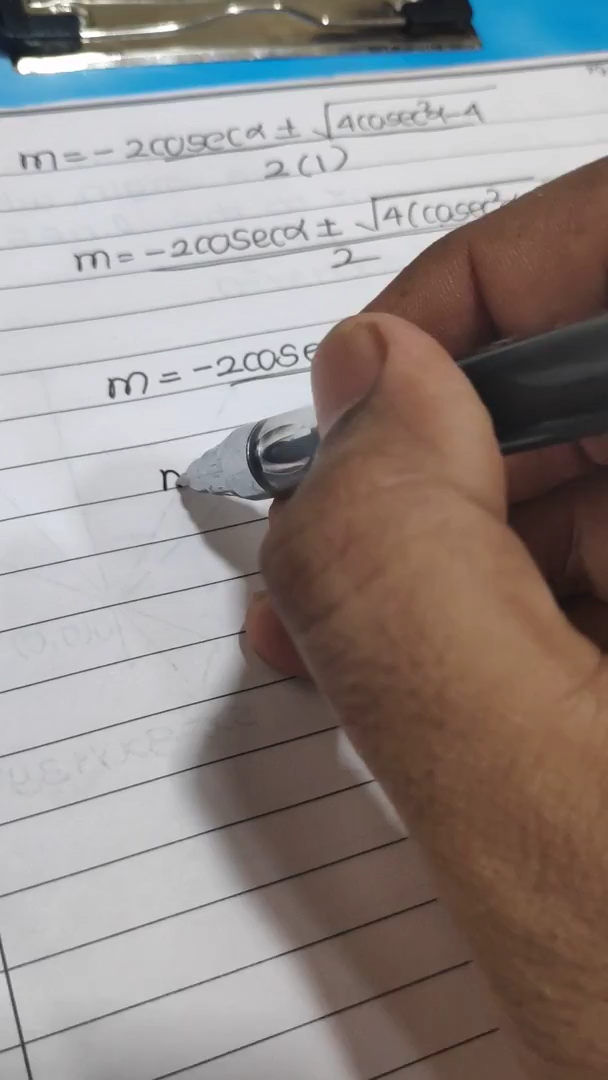 m = - 2cosecα ± √4cosec²α-4
2(1)
m = -2cosecα ± √4(cosec²
2
m = -2cose